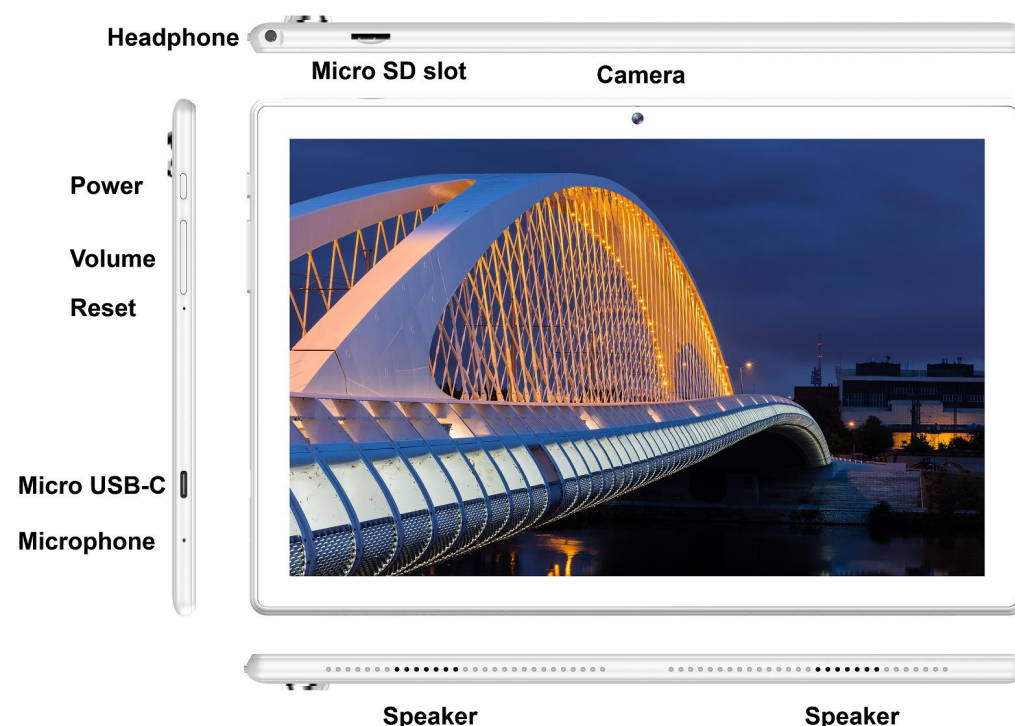 Headphone
Micro SD slot
Camera
Power
Volume
Reset
Micro USB-C
Microphone
Speaker
Speaker